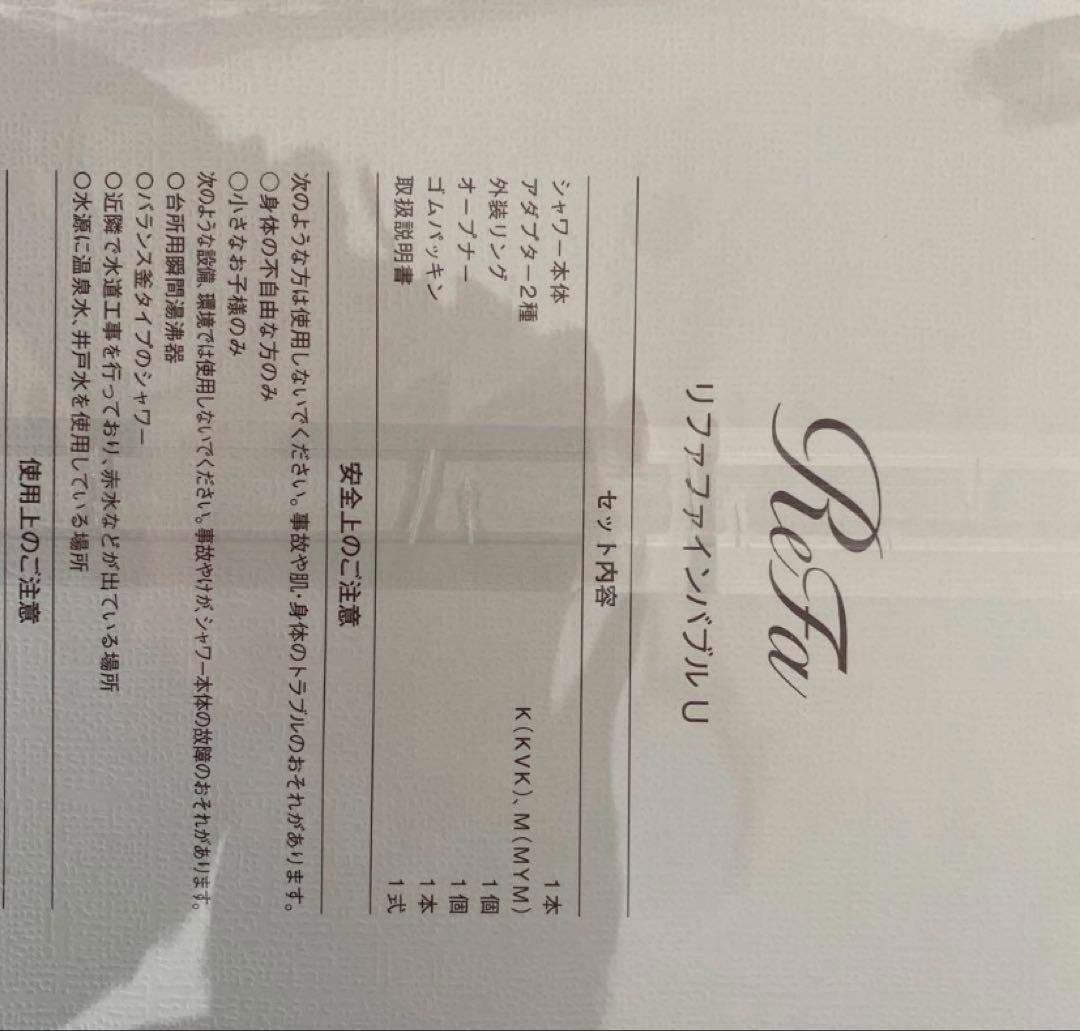 ReFa
リファファインバブル U
セット内容
シャワー本体 1本
アダプター2種 K(KVK)、M(MYM)
外装リング 1個
オープナー 1個
ゴムパッキン 1本
取扱説明書 1式
安全上のご注意
次のような方は使用しないでください。事故や肌・身体のトラブルのおそれがあります。
○身体の不自由な方のみ
○小さなお子様のみ
次のような設備、環境では使用しないでください。事故やけが、シャワー本体の故障のおそれがあります。
○台所用瞬間湯沸器
○バランス釜タイプのシャワー
○近隣で水道工事を行っており、赤水などが出ている場所
○水源に温泉水、井戸水を使用している場所
使用上のご注意